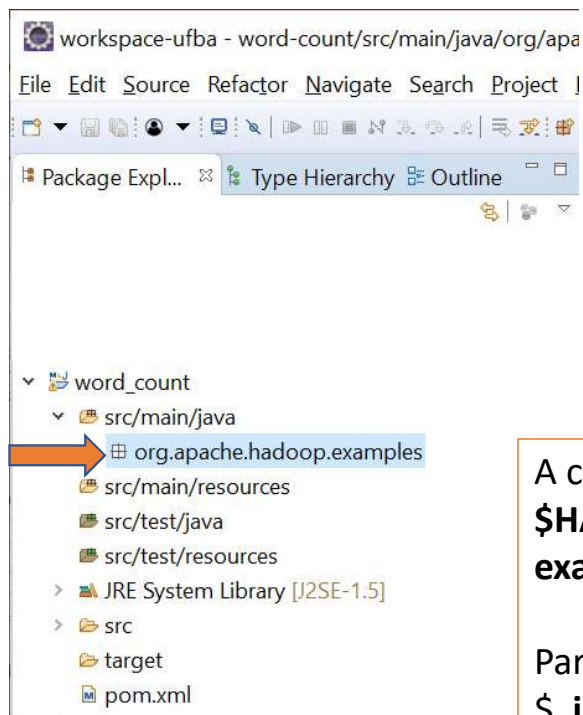 workspace-ufba - word-count/src/main/java/org/apa
File Edit Source Refactor Navigate Search Project
Package Expl... Type Hierarchy Outline
word_count
src/main/java
org.apache.hadoop.examples
src/main/resources
src/test/java
src/test/resources
JRE System Library [J2SE-1.5]
src
target
pom.xml
A c
$HA
exa
Par
$ i